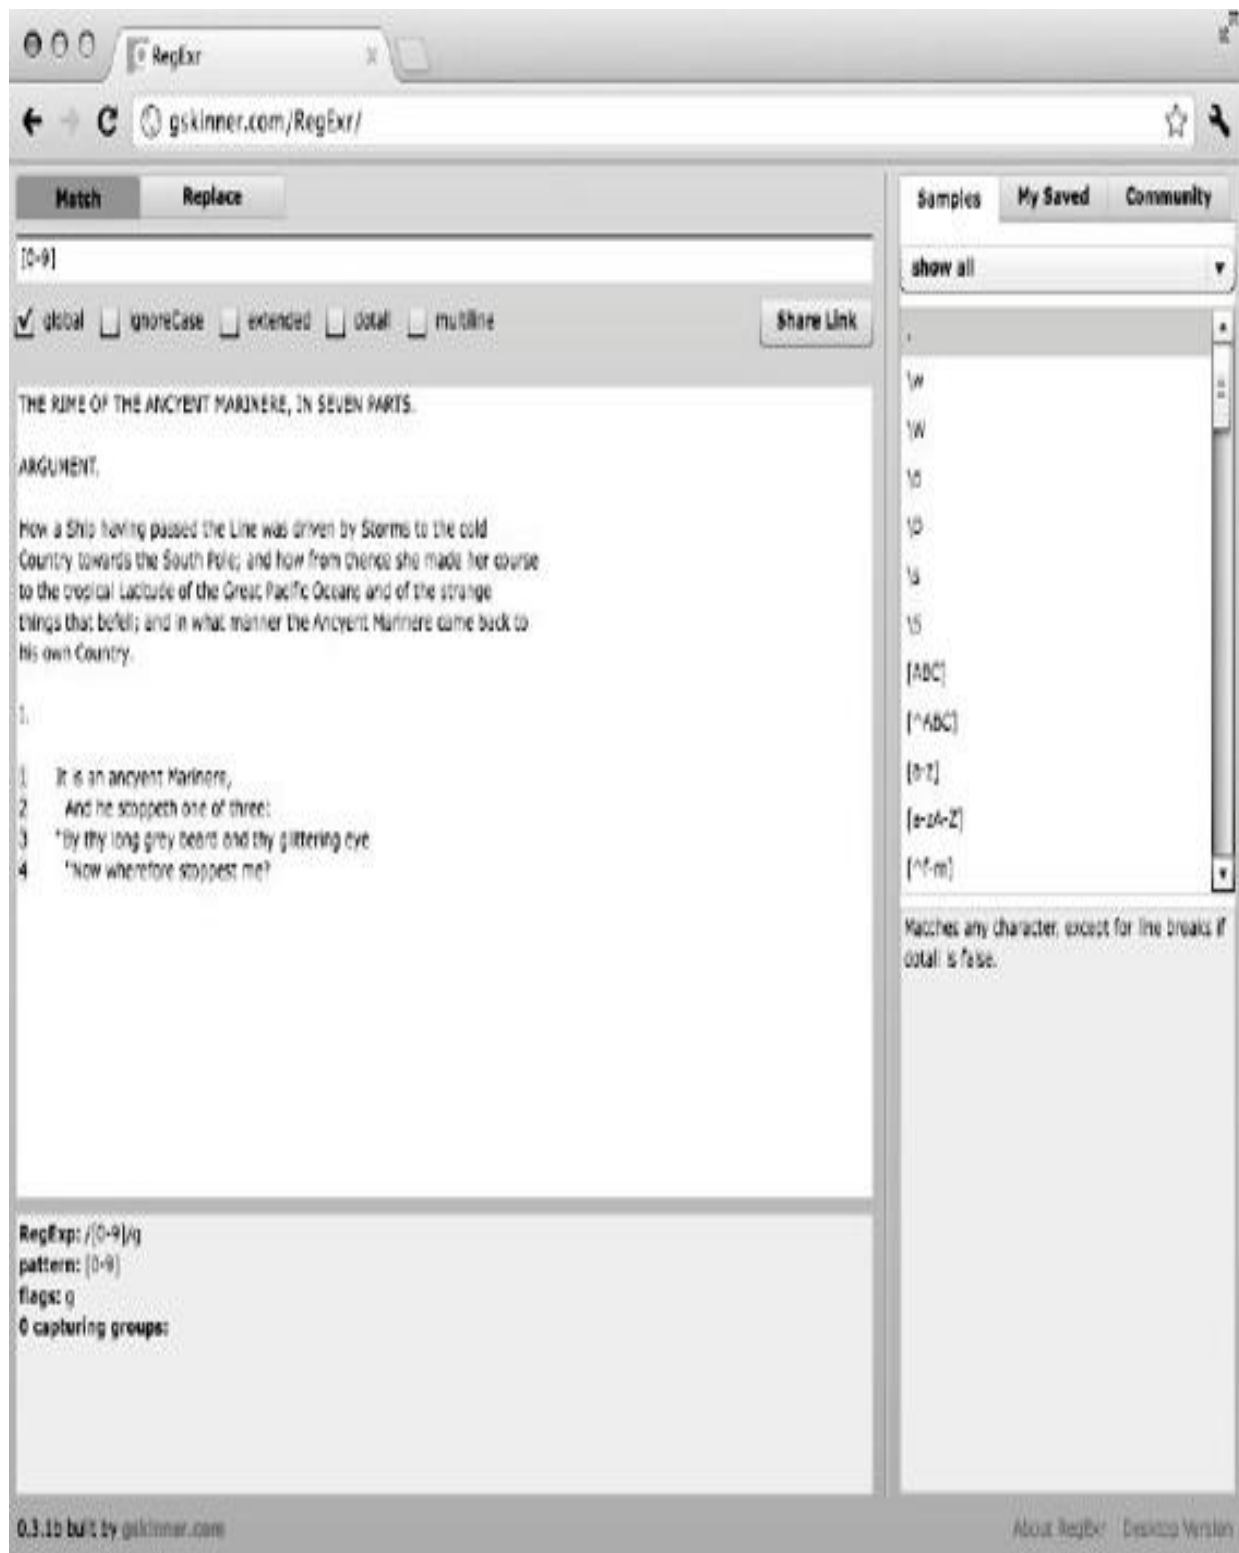 RegExr
gskinner.com/RegExr/
Match Replace
[0-9]
global ignoreCase extended dotall multiline Share Link
THE RIME OF THE ANCYENT MARINERE, IN SEVEN PARTS.
ARGUMENT.
How a Ship having passed the Line was driven by Storms to the cold
Country towards the South Pole; and how from thence she made her course
to the tropical Latitude of the Great Pacific Ocean; and of the strange
things that befell; and in what manner the Ancyent Marinere came back to
his own Country.
1.
1 It is an ancyent Marinere,
2 And he stoppeth one of three:
3 "By thy long grey beard and thy glittering eye
4 "Now wherefore stoppest me?
RegExp: /[0-9]/g
pattern: [0-9]
flags: g
0 capturing groups:
Samples My Saved Community
show all
.
\w
\W
\d
\D
\s
\S
[ABC]
[^ABC]
[a-z]
[a-zA-Z]
[^f-m]
Matches any character, except for line breaks if
dotall is false.
0.3.1b built by gskinner.com
About RegExr Desktop Version